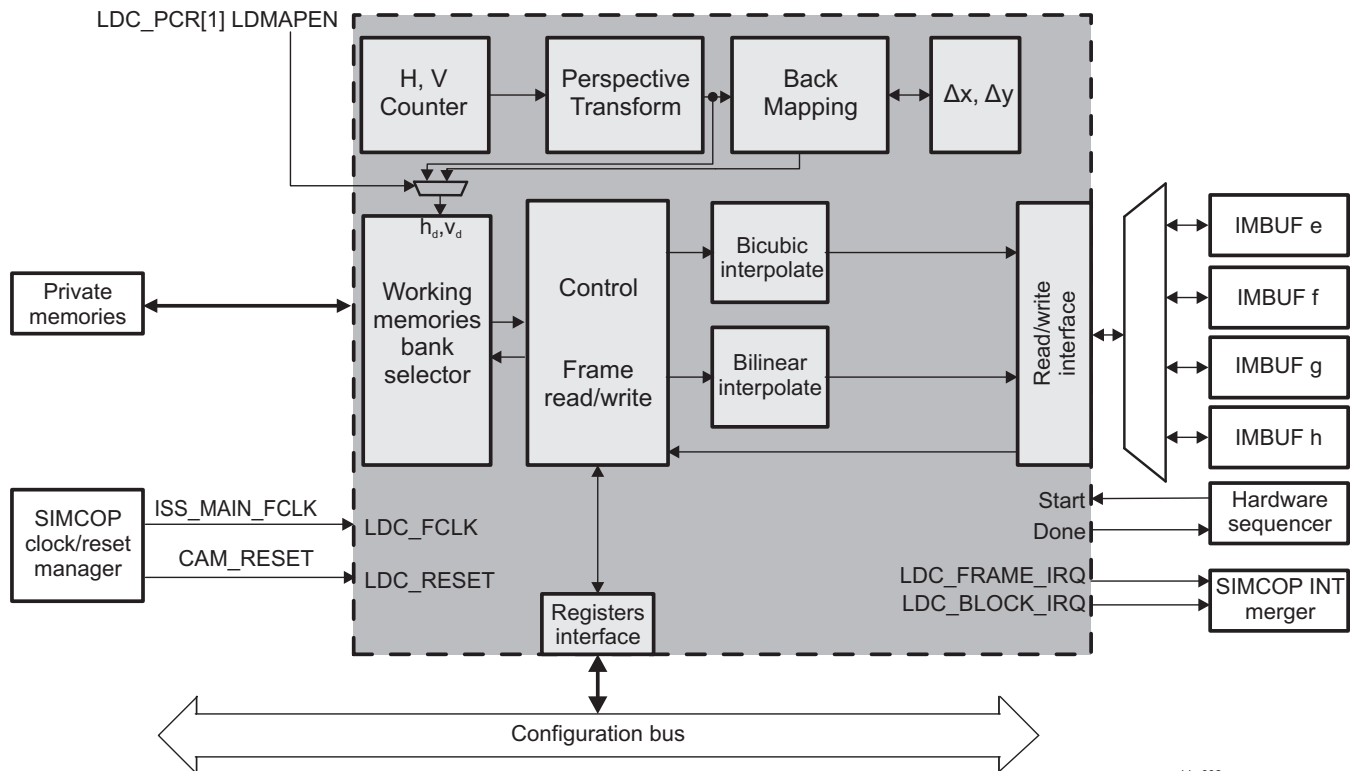 LDC_PCR[1] LDMAPEN
H, V
Counter
Perspective
Transform
Back
Mapping
Δx, Δy
h_d,v_d
Working
memories
bank
selector
Control
Frame
read/write
Bicubic
interpolate
Bilinear
interpolate
Read/write
interface
IMBUF e
IMBUF f
IMBUF g
IMBUF h
Private
memories
SIMCOP
clock/reset
manager
ISS_MAIN_FCLK
CAM_RESET
LDC_FCLK
LDC_RESET
Start
Done
Hardware
sequencer
LDC_FRAME_IRQ
LDC_BLOCK_IRQ
SIMCOP INT
merger
Registers
interface
Configuration bus